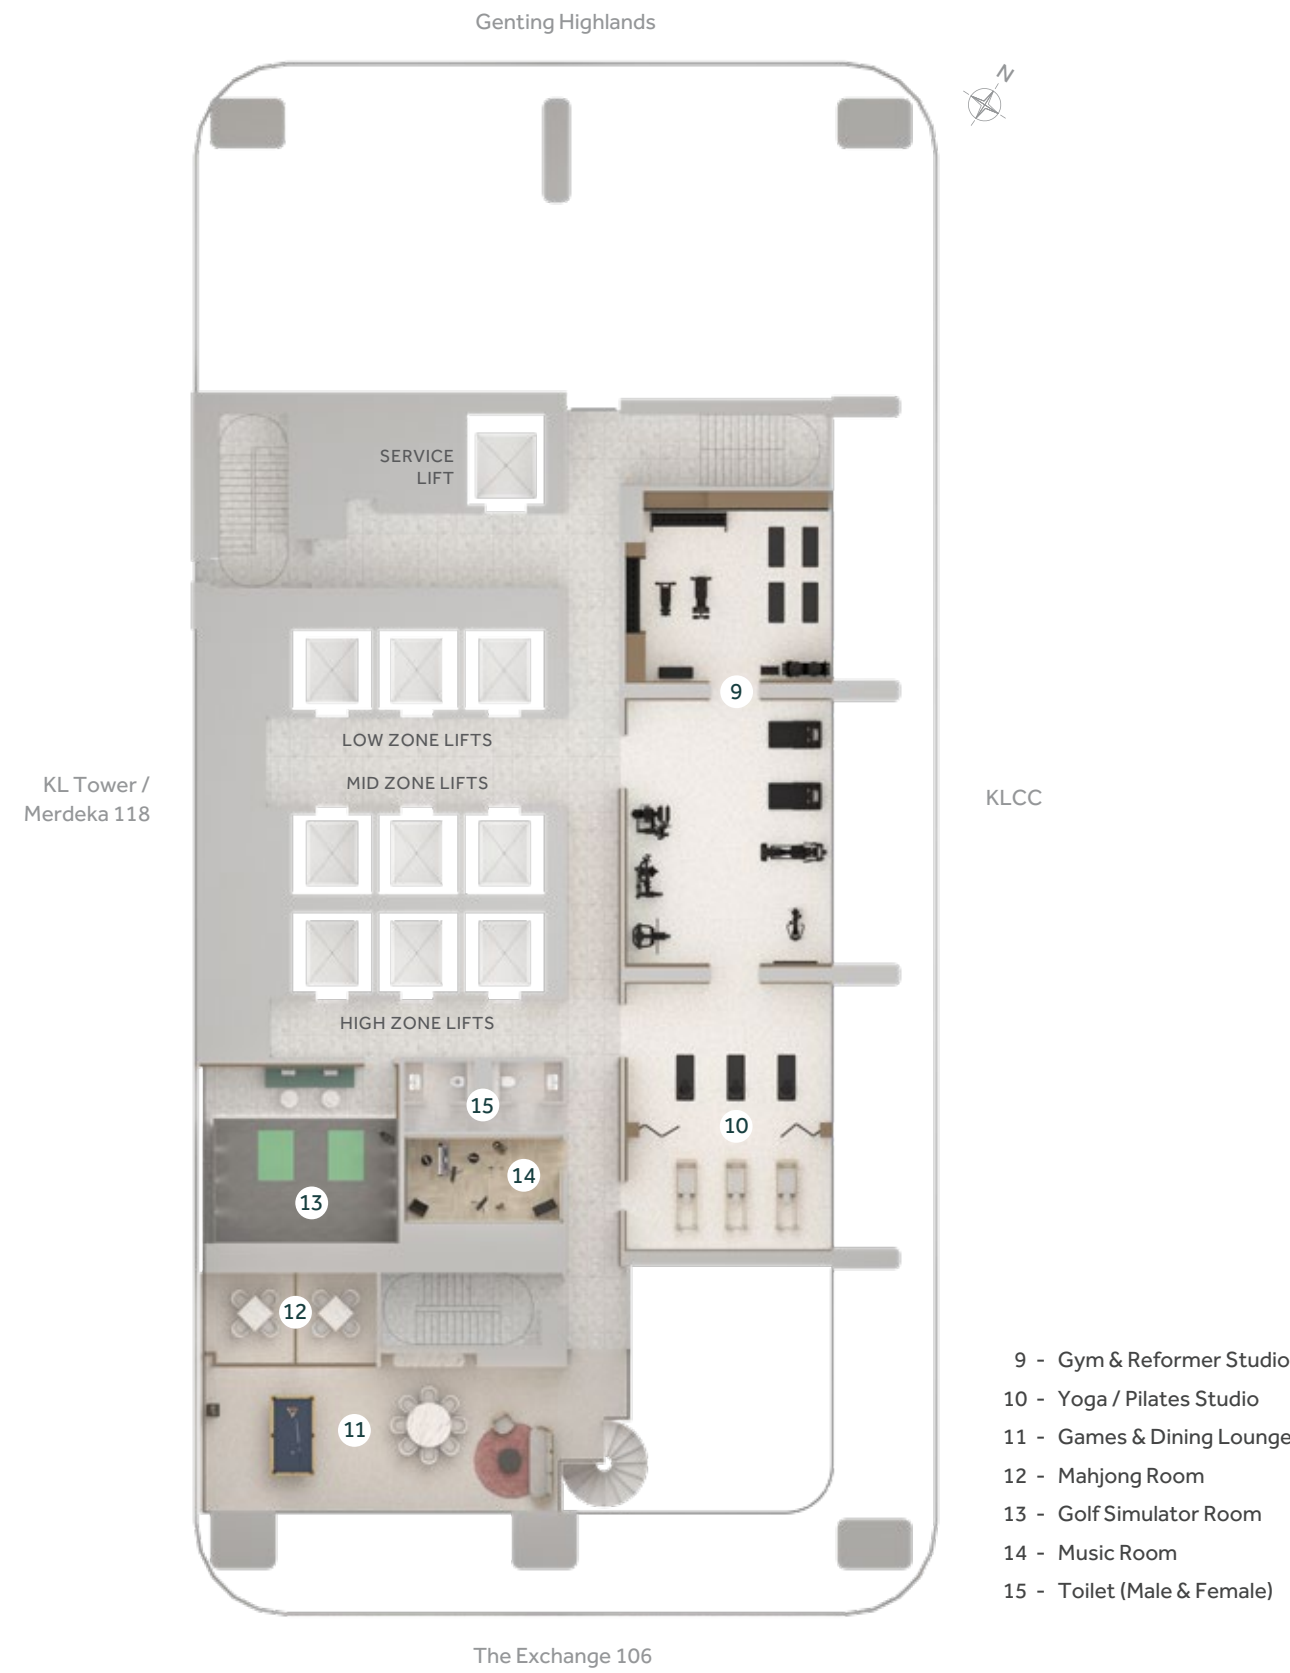 Genting Highlands
N
SERVICE
LIFT
9
LOW ZONE LIFTS
MID ZONE LIFTS
KL Tower /
Merdeka 118
KLCC
HIGH ZONE LIFTS
15
10
14
13
12
11
9 - Gym & Reformer Studio
10 - Yoga / Pilates Studio
11 - Games & Dining Lounge
12 - Mahjong Room
13 - Golf Simulator Room
14 - Music Room
15 - Toilet (Male & Female)
The Exchange 106